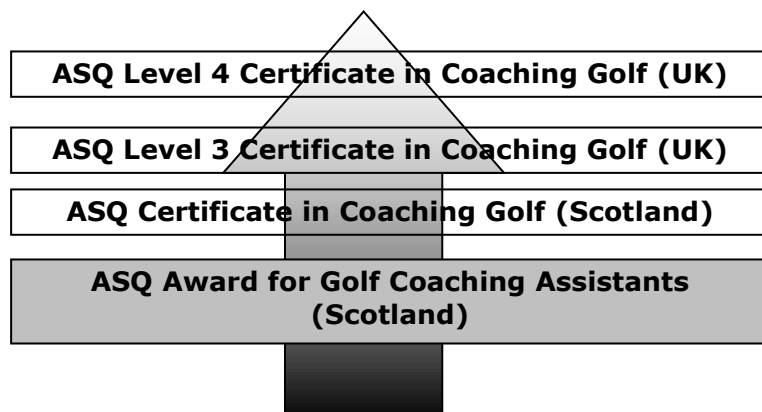 ASQ Level 4 Certificate in Coaching Golf (UK)
ASQ Level 3 Certificate in Coaching Golf (UK)
ASQ Certificate in Coaching Golf (Scotland)
ASQ Award for Golf Coaching Assistants
(Scotland)